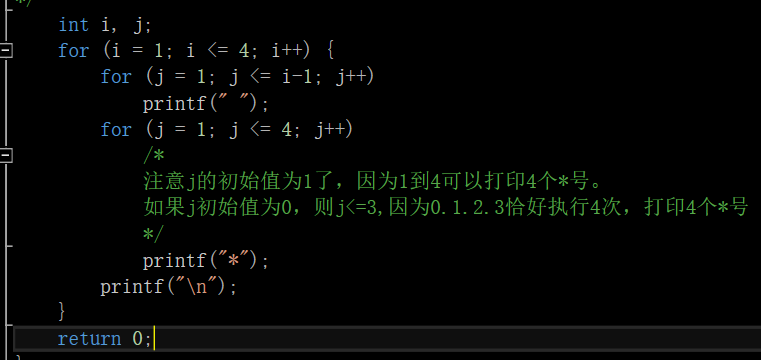 */
int i, j;
for (i = 1; i <= 4; i++) {
for (j = 1; j <= i-1; j++)
printf(" ");
for (j = 1; j <= 4; j++)
/*
注意j的初始值为1了，因为1到4可以打印4个*号。
如果j初始值为0，则j<=3,因为0.1.2.3恰好执行4次，打印4个*号
*/
printf("*");
printf("\n");
}
return 0;
}